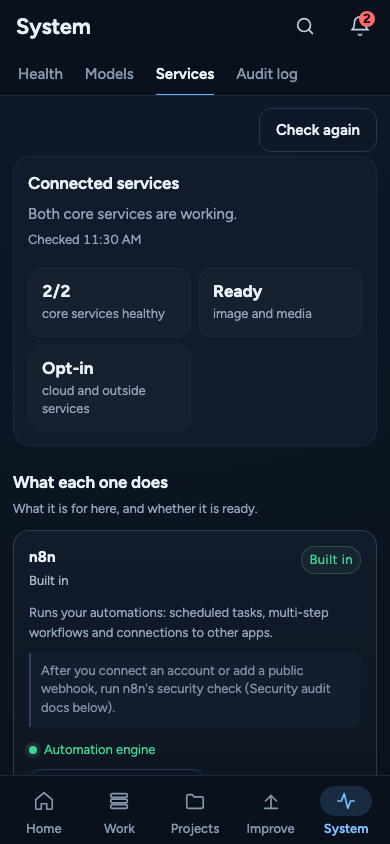 System
2
Health Models Services Audit log
Check again
Connected services
Both core services are working.
Checked 11:30 AM
2/2
core services healthy
Ready
image and media
Opt-in
cloud and outside
services
What each one does
What it is for here, and whether it is ready.
n8n
Built in
Built in
Runs your automations: scheduled tasks, multi-step
workflows and connections to other apps.
After you connect an account or add a public
webhook, run n8n's security check (Security audit
docs below).
Automation engine
Home Work Projects Improve System